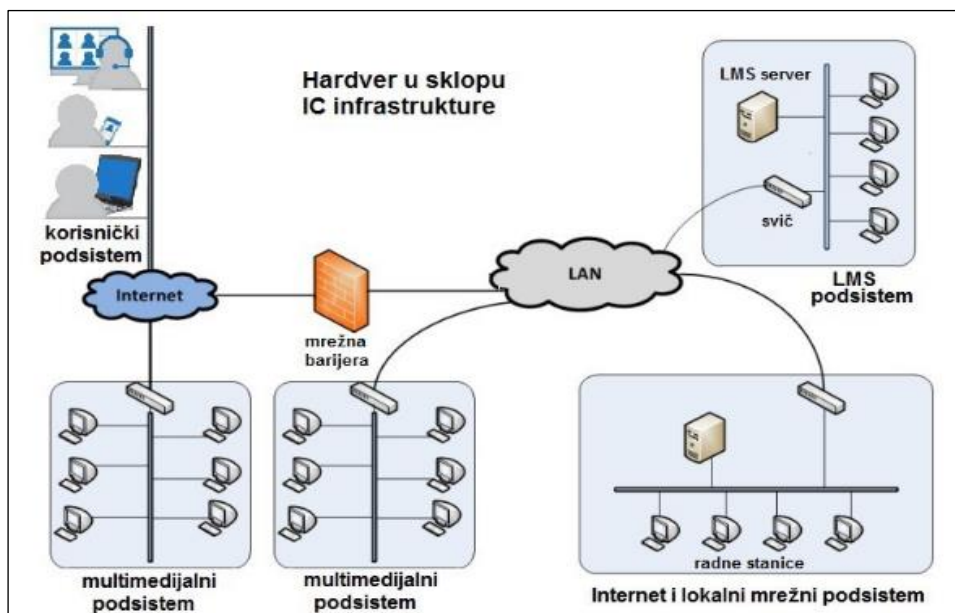 Hardver u sklopu
IC infrastrukture
LMS server
svič
LMS
podsistem
korisnički
podsistem
Internet
mrežna
barijera
LAN
multimedijalni
podsistem
multimedijalni
podsistem
radne stanice
Internet i lokalni mrežni podsistem